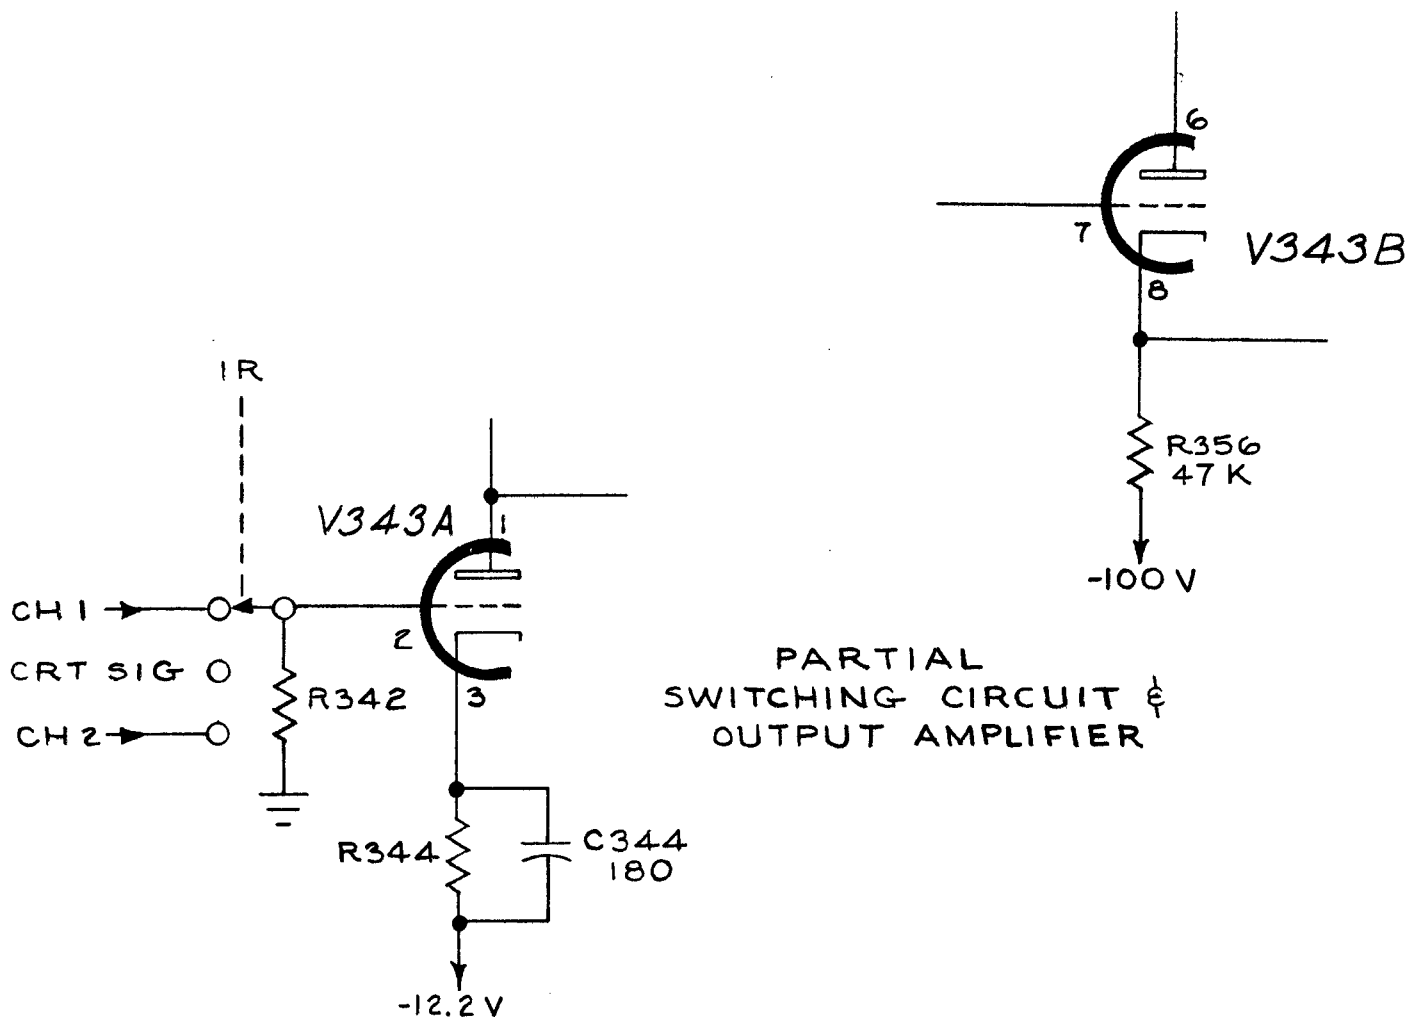 6
7
V343B
8
1R
R356
47 K
V343A
1
-100 V
CH 1
2
CRT SIG
R342
3
CH 2
PARTIAL
SWITCHING CIRCUIT &
OUTPUT AMPLIFIER
R344
C344
180
-12.2 V